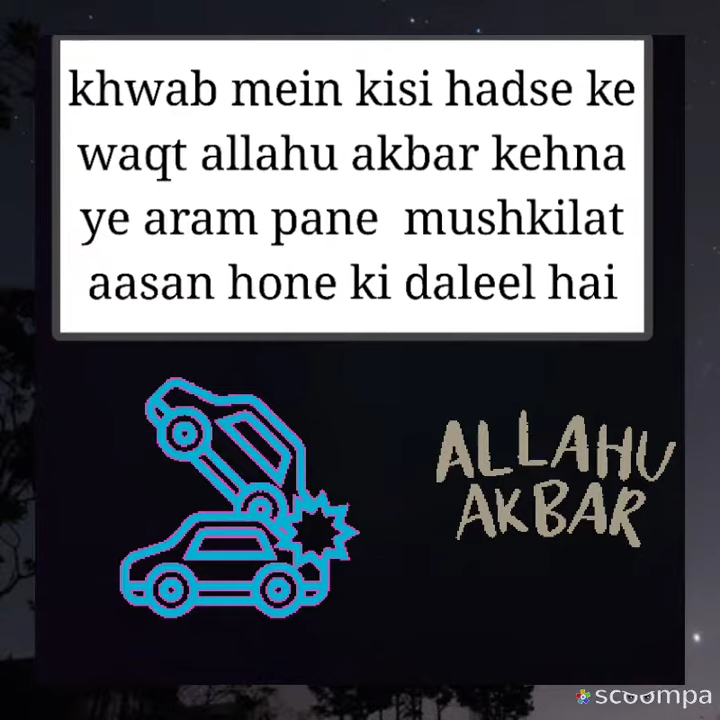 khwab mein kisi hadse ke
waqt allahu akbar kehna
ye aram pane mushkilat
aasan hone ki daleel hai
ALLAHU
AKBAR
scoompa